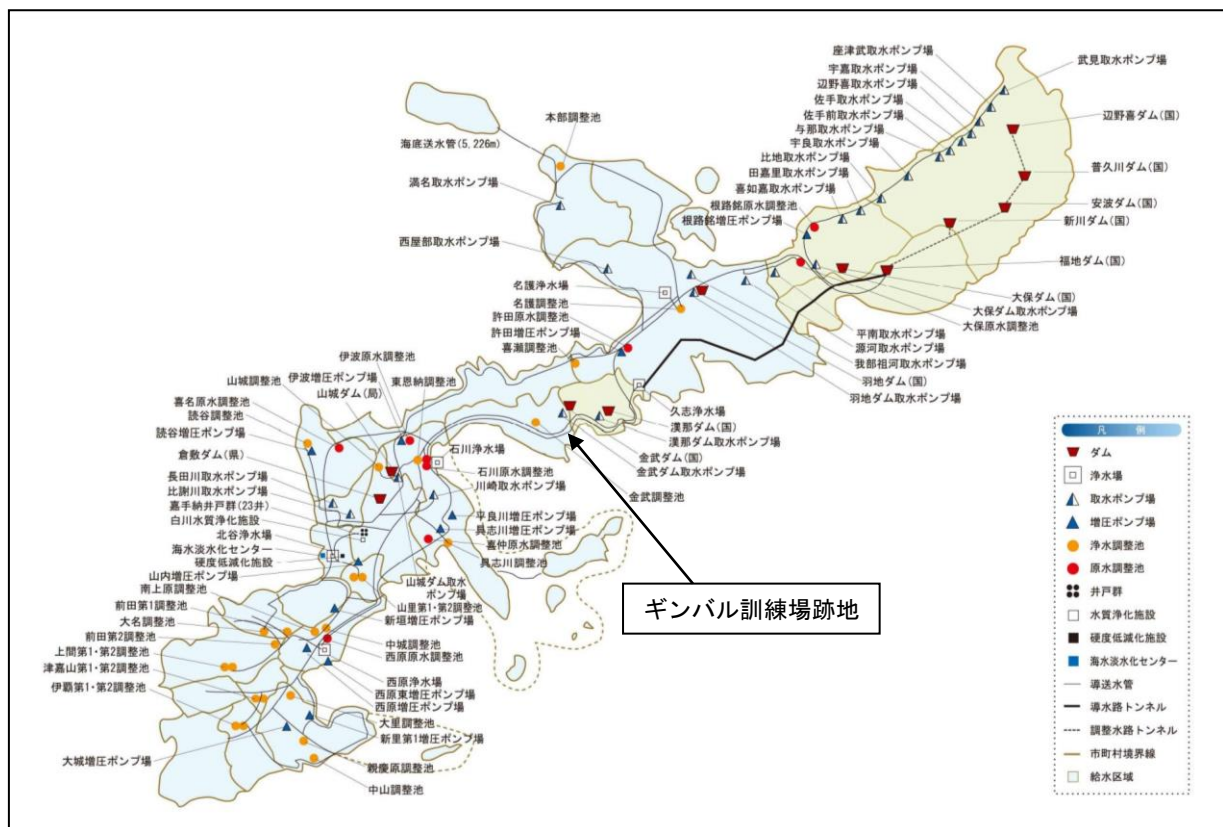 座津武取水ポンプ場
武見取水ポンプ場
宇嘉取水ポンプ場
辺野喜取水ポンプ場
佐手取水ポンプ場
佐手前取水ポンプ場
与那取水ポンプ場
宇良取水ポンプ場
比地取水ポンプ場
田嘉里取水ポンプ場
喜如嘉取水ポンプ場
根路銘原水調整池
根路銘増圧ポンプ場
辺野喜ダム(国)
普久川ダム(国)
安波ダム(国)
新川ダム(国)
福地ダム(国)
大保ダム(国)
大保ダム取水ポンプ場
大保原水調整池
平南取水ポンプ場
源河取水ポンプ場
我部祖河取水ポンプ場
羽地ダム(国)
羽地ダム取水ポンプ場
本部調整池
海底送水管(5,226m)
満名取水ポンプ場
西屋部取水ポンプ場
名護浄水場
名護調整池
許田原水調整池
許田増圧ポンプ場
喜瀬調整池
久志浄水場
漢那ダム(国)
漢那ダム取水ポンプ場
金武ダム(国)
金武ダム取水ポンプ場
金武調整池
伊波原水調整池
伊波増圧ポンプ場
東恩納調整池
山城調整池
山城ダム(局)
喜名原水調整池
読谷調整池
読谷増圧ポンプ場
倉敷ダム(県)
長田川取水ポンプ場
比謝川取水ポンプ場
嘉手納井戸群(23井)
白川水質浄化施設
北谷浄水場
海水淡水化センター
硬度低減化施設
山内増圧ポンプ場
石川浄水場
石川原水調整池
川崎取水ポンプ場
平良川増圧ポンプ場
具志川増圧ポンプ場
喜仲原水調整池
具志川調整池
山城ダム取水
ポンプ場
山里第1・第2調整池
新垣増圧ポンプ場
南上原調整池
前田第1調整池
大名調整池
前田第2調整池
上間第1・第2調整池
津嘉山第1・第2調整池
伊覇第1・第2調整池
中城調整池
西原原水調整池
西原浄水場
西原東増圧ポンプ場
西原増圧ポンプ場
大里調整池
新里第1増圧ポンプ場
大城増圧ポンプ場
親慶原調整池
中山調整池
ギンバル訓練場跡地
凡 例
ダム
浄水場
取水ポンプ場
増圧ポンプ場
浄水調整池
原水調整池
井戸群
水質浄化施設
硬度低減化施設
海水淡水化センター
導送水管
導水路トンネル
調整水路トンネル
市町村境界線
給水区域